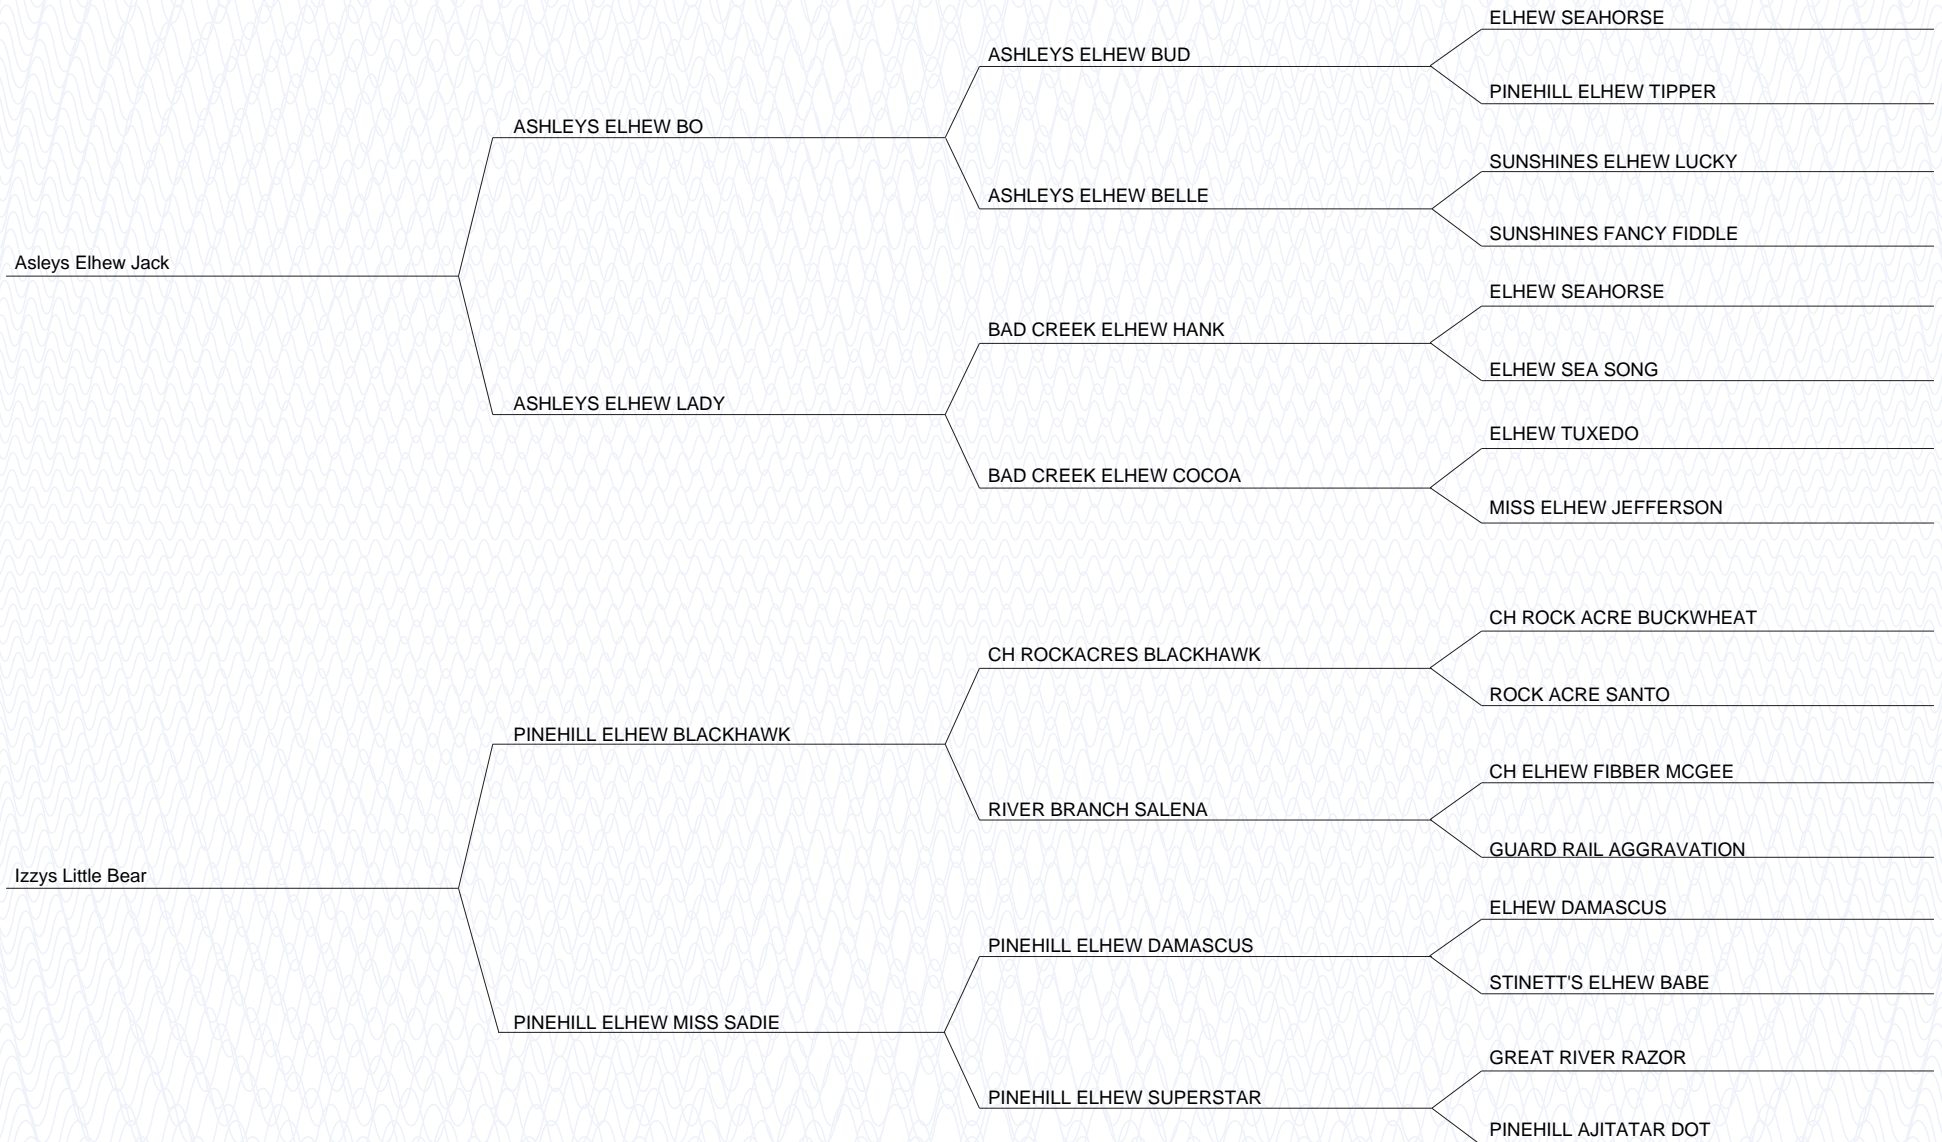 ELHEW SEAHORSE
ASHLEYS ELHEW BUD
PINEHILL ELHEW TIPPER
ASHLEYS ELHEW BO
SUNSHINES ELHEW LUCKY
ASHLEYS ELHEW BELLE
SUNSHINES FANCY FIDDLE
Asleys Elhew Jack
ELHEW SEAHORSE
BAD CREEK ELHEW HANK
ELHEW SEA SONG
ASHLEYS ELHEW LADY
ELHEW TUXEDO
BAD CREEK ELHEW COCOA
MISS ELHEW JEFFERSON
CH ROCK ACRE BUCKWHEAT
CH ROCKACRES BLACKHAWK
ROCK ACRE SANTO
PINEHILL ELHEW BLACKHAWK
CH ELHEW FIBBER MCGEE
RIVER BRANCH SALENA
GUARD RAIL AGGRAVATION
Izzys Little Bear
ELHEW DAMASCUS
PINEHILL ELHEW DAMASCUS
STINETT'S ELHEW BABE
PINEHILL ELHEW MISS SADIE
GREAT RIVER RAZOR
PINEHILL ELHEW SUPERSTAR
PINEHILL AJITATAR DOT